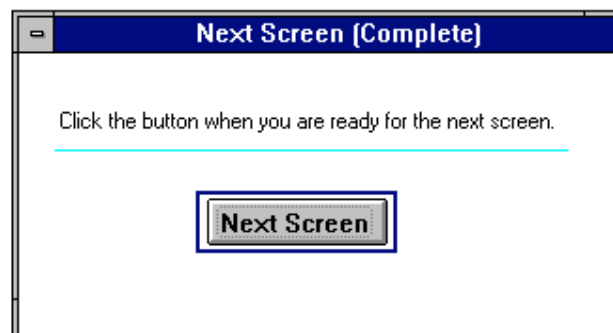 Next Screen (Complete)
Click the button when you are ready for the next screen.
Next Screen